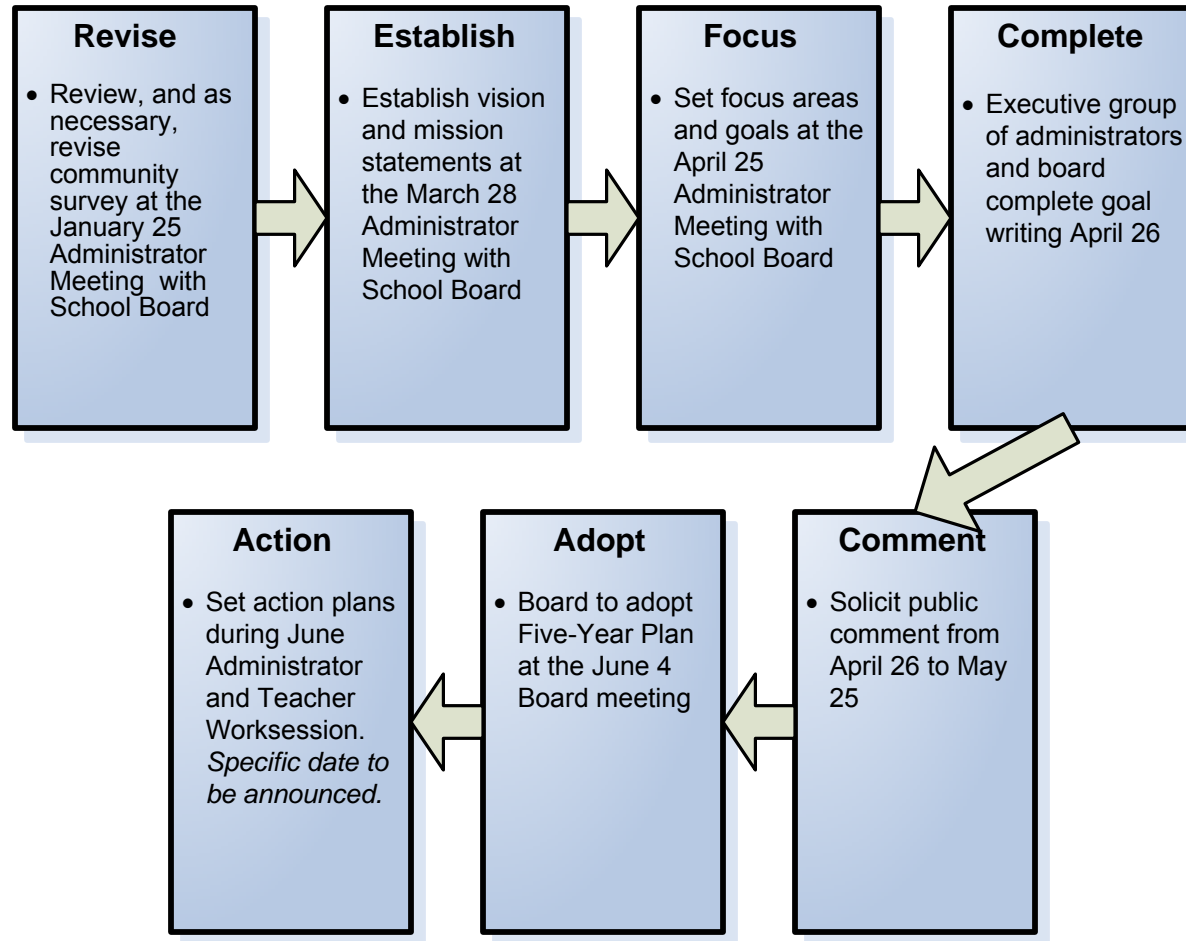 Revise
• Review, and as
necessary,
revise
community
survey at the
January 25
Administrator
Meeting with
School Board
Establish
• Establish vision
and mission
statements at
the March 28
Administrator
Meeting with
School Board
Focus
• Set focus areas
and goals at the
April 25
Administrator
Meeting with
School Board
Complete
• Executive group
of administrators
and board
complete goal
writing April 26
Comment
• Solicit public
comment from
April 26 to May
25
Adopt
• Board to adopt
Five-Year Plan
at the June 4
Board meeting
Action
• Set action plans
during June
Administrator
and Teacher
Worksession.
Specific date to
be announced.